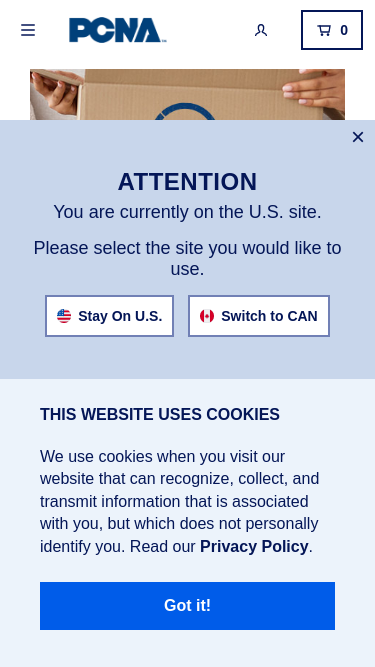 PCNA
0
ATTENTION
You are currently on the U.S. site.
Please select the site you would like to
use.
Stay On U.S.
Switch to CAN
THIS WEBSITE USES COOKIES
We use cookies when you visit our
website that can recognize, collect, and
transmit information that is associated
with you, but which does not personally
identify you. Read our Privacy Policy.
Got it!